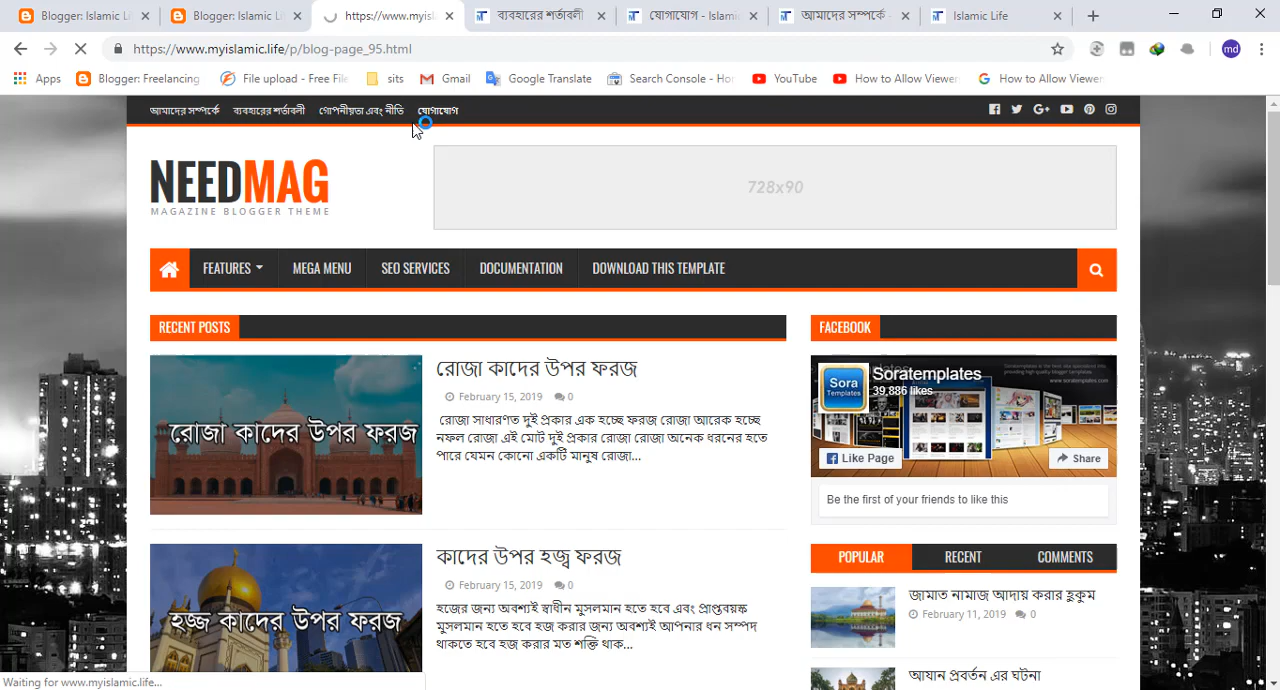 Blogger: Islamic Li
Blogger: Islamic Life
https://www.myisl
ব্যবহারের শর্তাবলী
যোগাযোগ - Islami
আমাদের সম্পর্কে -
Islamic Life
https://www.myislamic.life/p/blog-page_95.html
md
Apps
Blogger: Freelancing
File upload - Free Fil
sits
Gmail
Google Translate
Search Console - Ho
YouTube
How to Allow Viewer
How to Allow Viewer
আমাদের সম্পর্কে
ব্যবহারের শর্তাবলী
গোপনীয়তা এবং নীতি
যোগাযোগ
NEEDMAG
MAGAZINE BLOGGER THEME
728x90
FEATURES
MEGA MENU
SEO SERVICES
DOCUMENTATION
DOWNLOAD THIS TEMPLATE
RECENT POSTS
রোজা কাদের উপর ফরজ
রোজা কাদের উপর ফরজ
February 15, 2019
0
রোজা সাধারণত দুই প্রকার এক হচ্ছে ফরজ রোজা আরেক হচ্ছে
নফল রোজা এই মোট দুই প্রকার রোজা রোজা অনেক ধরনের হতে
পারে যেমন কোনো একটি মানুষ রোজা...
হজ্জ কাদের উপর ফরজ
কাদের উপর হজ্ব ফরজ
February 15, 2019
0
হজের জন্য অবশ্যই স্বাধীন মুসলমান হতে হবে এবং প্রাপ্তবয়স্ক
মুসলমান হতে হবে হজ করার জন্য অবশ্যই আপনার ধন সম্পদ
থাকতে হবে হজ করার মত শক্তি থাক...
FACEBOOK
Sora
Templates
Soratemplates
39,886 likes
Like Page
Share
Be the first of your friends to like this
POPULAR
RECENT
COMMENTS
জামাত নামাজ আদায় করার হুকুম
February 11, 2019
0
আযান প্রবর্তন এর ঘটনা
Waiting for www.myislamic.life...